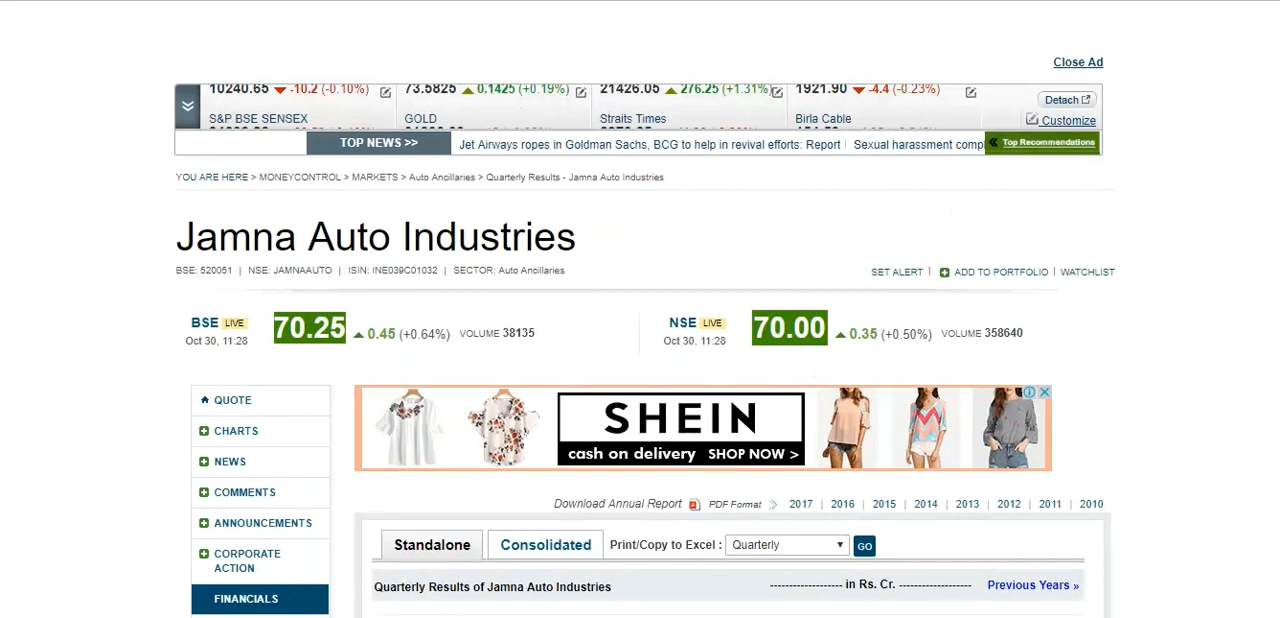 Close Ad
10240.65 -10.2 (-0.10%) 73.5825 0.1425 (+0.19%) 21426.05 276.25 (+1.31%) 1921.90 -4.4 (-0.23%)
Detach
S&P BSE SENSEX GOLD Straits Times Birla Cable
Customize
TOP NEWS >> Jet Airways ropes in Goldman Sachs, BCG to help in revival efforts: Report | Sexual harassment comp Top Recommendations
YOU ARE HERE > MONEYCONTROL > MARKETS > Auto Ancillaries > Quarterly Results - Jamna Auto Industries
Jamna Auto Industries
BSE: 520051 | NSE: JAMNAAUTO | ISIN: INE039C01032 | SECTOR: Auto Ancillaries
SET ALERT | ADD TO PORTFOLIO | WATCHLIST
BSE LIVE 70.25 0.45 (+0.64%) VOLUME 38135 NSE LIVE 70.00 0.35 (+0.50%) VOLUME 358640
Oct 30, 11:28 Oct 30, 11:28
QUOTE
CHARTS
NEWS
COMMENTS
ANNOUNCEMENTS
CORPORATE
ACTION
FINANCIALS
SHEIN
cash on delivery SHOP NOW >
Download Annual Report PDF Format 2017 | 2016 | 2015 | 2014 | 2013 | 2012 | 2011 | 2010
Standalone Consolidated Print/Copy to Excel : Quarterly GO
Quarterly Results of Jamna Auto Industries ------------------- in Rs. Cr. ------------------- Previous Years »